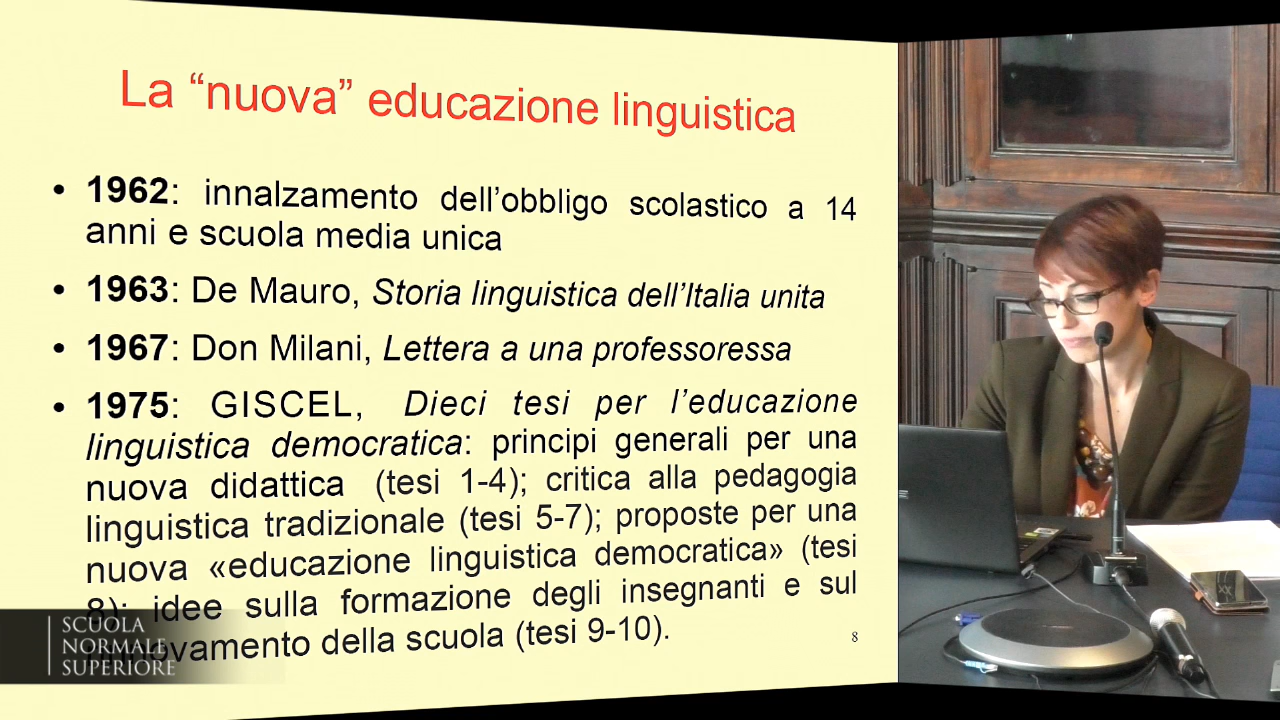 La “nuova” educazione linguistica
• 1962: innalzamento dell’obbligo scolastico a 14
anni e scuola media unica
• 1963: De Mauro, Storia linguistica dell’Italia unita
• 1967: Don Milani, Lettera a una professoressa
• 1975: GISCEL, Dieci tesi per l’educazione
linguistica democratica: principi generali per una
nuova didattica (tesi 1-4); critica alla pedagogia
linguistica tradizionale (tesi 5-7); proposte per una
nuova «educazione linguistica democratica» (tesi
8); idee sulla formazione degli insegnanti e sul
della scuola (tesi 9-10).
8
SCUOLA
NORMALE
SUPERIORE